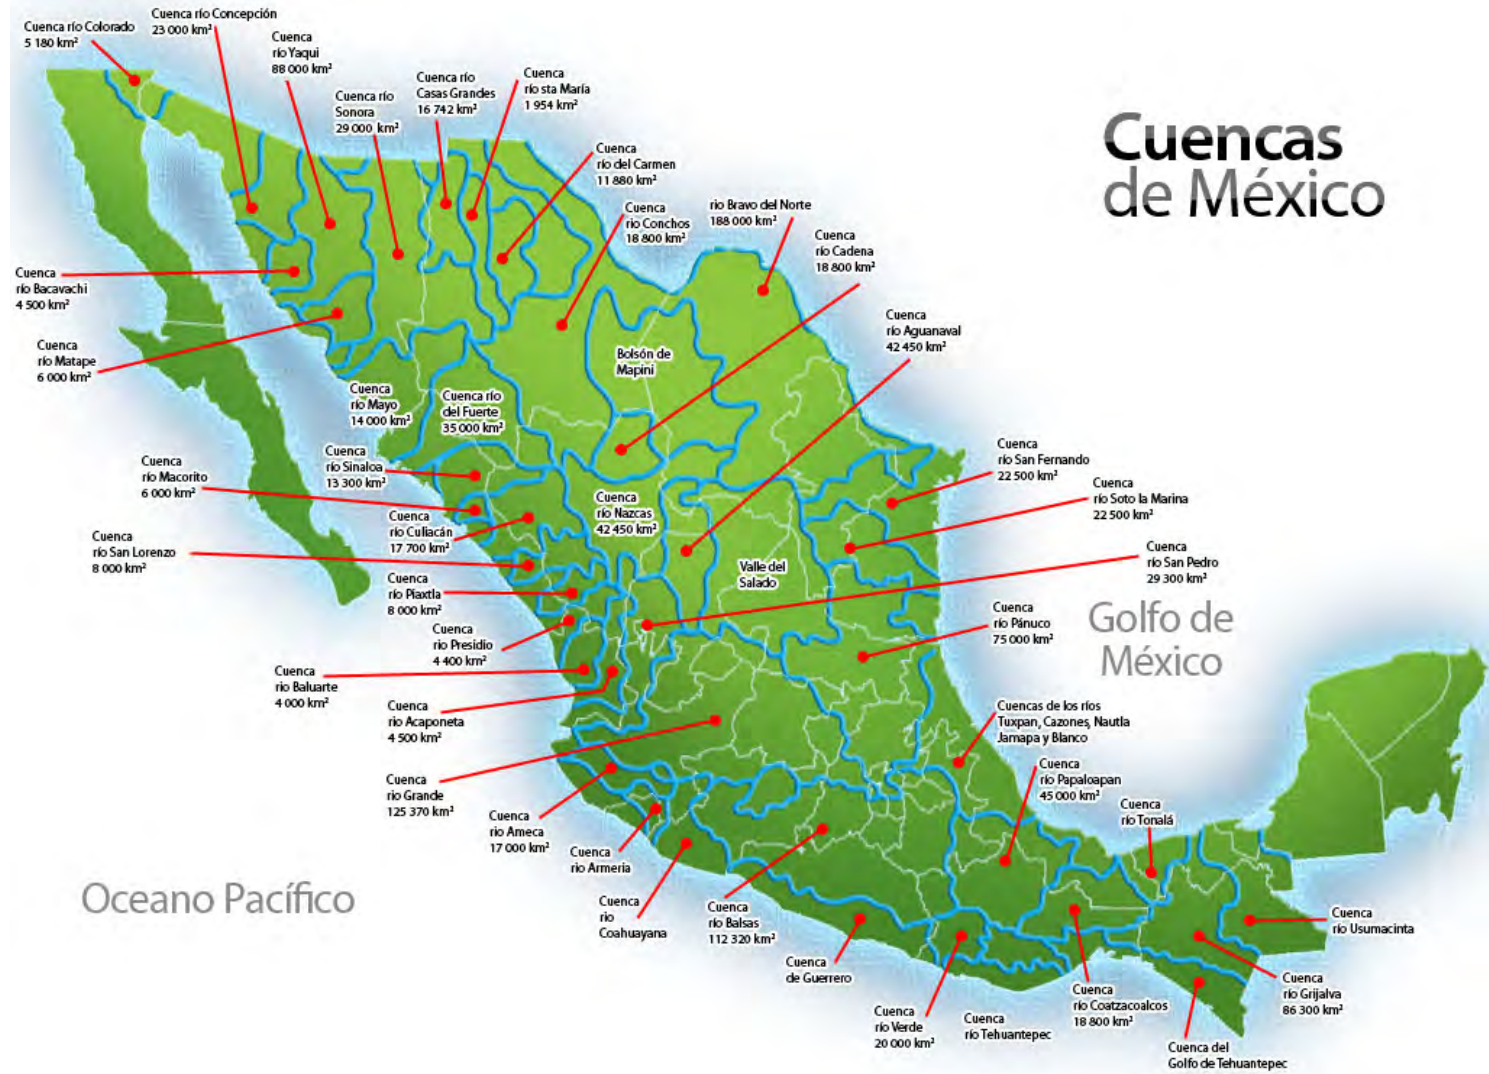 Cuencas
de México
Cuenca río Colorado
5 180 km²
Cuenca río Concepción
23 000 km²
Cuenca
río Yaqui
88 000 km²
Cuenca río
Sonora
29 000 km²
Cuenca río
Casas Grandes
16 742 km²
Cuenca
río sta María
1 954 km²
Cuenca
río del Carmen
11 880 km²
Cuenca
rio Conchos
18 800 km²
rio Bravo del Norte
188 000 km²
Cuenca
río Cadena
18 800 km²
Cuenca
río Aguanaval
42 450 km²
Cuenca
río Bacavachi
4 500 km²
Cuenca
río Matape
6 000 km²
Bolsón de
Mapini
Cuenca
río Mayo
14 000 km²
Cuenca río
del Fuerte
35 000 km²
Cuenca
río Sinaloa
13 300 km²
Cuenca
río Macorito
6 000 km²
Cuenca
río Culiacán
17 700 km²
Cuenca
río Nazcas
42 450 km²
Cuenca
río San Fernando
22 500 km²
Cuenca
río Soto la Marina
22 500 km²
Cuenca
río San Pedro
29 300 km²
Cuenca
río San Lorenzo
8 000 km²
Valle del
Salado
Cuenca
río Piaxtla
8 000 km²
Cuenca
rio Presidio
4 400 km²
Cuenca
río Pánuco
75 000 km²
Golfo de
México
Cuenca
rio Baluarte
4 000 km²
Cuenca
rio Acaponeta
4 500 km²
Cuencas de los ríos
Tuxpan, Cazones, Nautla
Jamapa y Blanco
Cuenca
río Papaloapan
45 000 km²
Cuenca
rio Grande
125 370 km²
Cuenca
rio Ameca
17 000 km²
Cuenca
río Tonalá
Cuenca
rio Armeria
Oceano Pacífico
Cuenca
rio
Coahuayana
Cuenca
río Balsas
112 320 km²
Cuenca
de Guerrero
Cuenca
río Usumacinta
Cuenca
río Verde
20 000 km²
Cuenca
río Tehuantepec
Cuenca
río Coatzacoalcos
18 800 km²
Cuenca
río Grijalva
86 300 km²
Cuenca del
Golfo de Tehuantepec